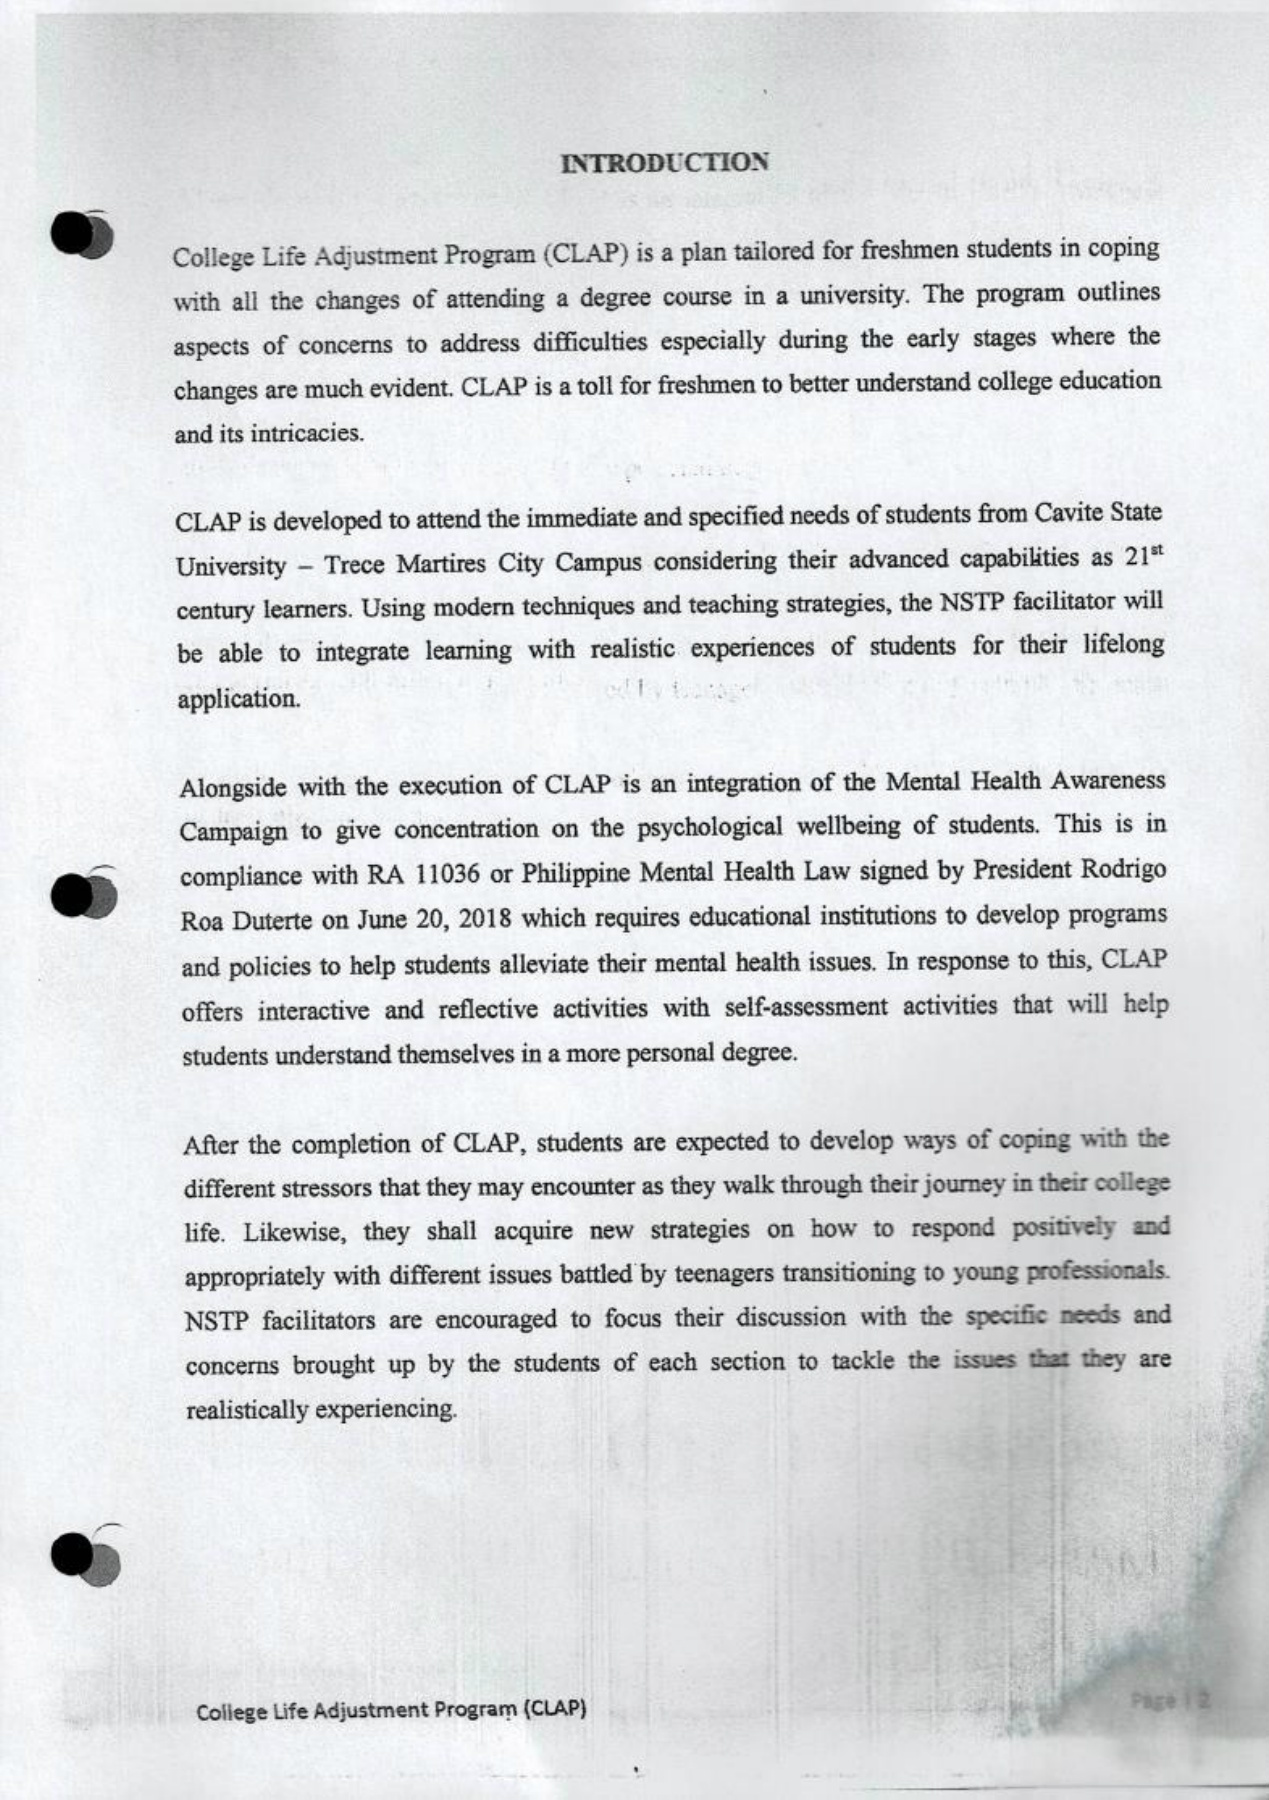 INTRODUCTION
College Life Adjustment Program (CLAP) is a plan tailored for freshmen students in coping
with all the changes of attending a degree course in a university. The program outlines
aspects of concerns to address difficulties especially during the early stages where the
changes are much evident. CLAP is a toll for freshmen to better understand college education
and its intricacies.
CLAP is developed to attend the immediate and specified needs of students from Cavite State
University – Trece Martires City Campus considering their advanced capabilities as 21st
century learners. Using modern techniques and teaching strategies, the NSTP facilitator will
be able to integrate learning with realistic experiences of students for their lifelong
application.
Alongside with the execution of CLAP is an integration of the Mental Health Awareness
Campaign to give concentration on the psychological wellbeing of students. This is in
compliance with RA 11036 or Philippine Mental Health Law signed by President Rodrigo
Roa Duterte on June 20, 2018 which requires educational institutions to develop programs
and policies to help students alleviate their mental health issues. In response to this, CLAP
offers interactive and reflective activities with self-assessment activities that will help
students understand themselves in a more personal degree.
After the completion of CLAP, students are expected to develop ways of coping with the
different stressors that they may encounter as they walk through their journey in their college
life. Likewise, they shall acquire new strategies on how to respond positively and
appropriately with different issues battled by teenagers transitioning to young professionals.
NSTP facilitators are encouraged to focus their discussion with the specific needs and
concerns brought up by the students of each section to tackle the issues that they are
realistically experiencing.
College Life Adjustment Program (CLAP)
Page | 2